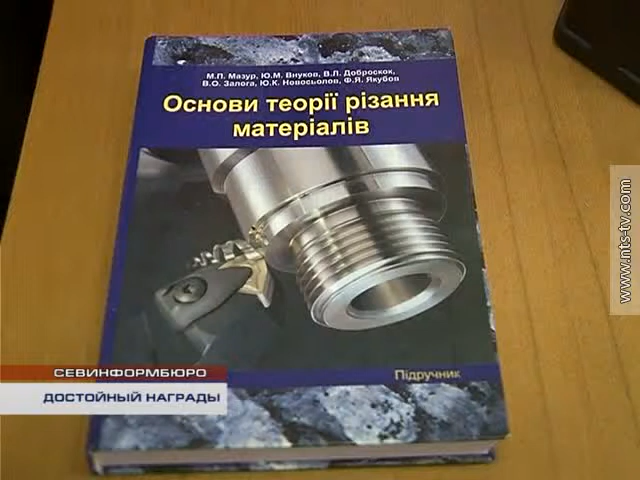 М.П. Мазур, Ю.М. Внуков, В.Л. Доброскок,
В.О. Залога, Ю.К. Новосьолов, Ф.Я. Якубов
Основи теорії різання
матеріалів
Підручник
www.nts-tv.com
СЕВИНФОРМБЮРО
ДОСТОЙНЫЙ НАГРАДЫ